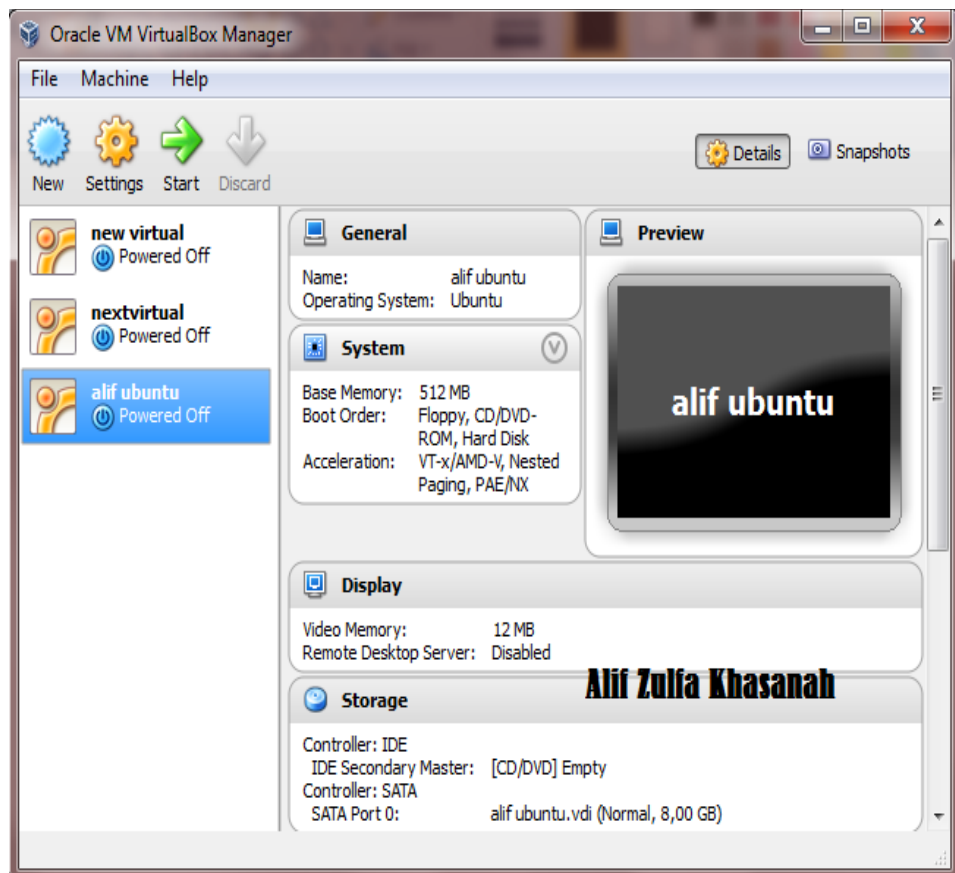 Oracle VM VirtualBox Manager
File Machine Help
New Settings Start Discard
Details Snapshots
new virtual
Powered Off
nextvirtual
Powered Off
alif ubuntu
Powered Off
General
Name: alif ubuntu
Operating System: Ubuntu
System
Base Memory: 512 MB
Boot Order: Floppy, CD/DVD-
ROM, Hard Disk
Acceleration: VT-x/AMD-V, Nested
Paging, PAE/NX
Preview
alif ubuntu
Display
Video Memory: 12 MB
Remote Desktop Server: Disabled
Alif Zulfa Khasanah
Storage
Controller: IDE
IDE Secondary Master: [CD/DVD] Empty
Controller: SATA
SATA Port 0: alif ubuntu.vdi (Normal, 8,00 GB)